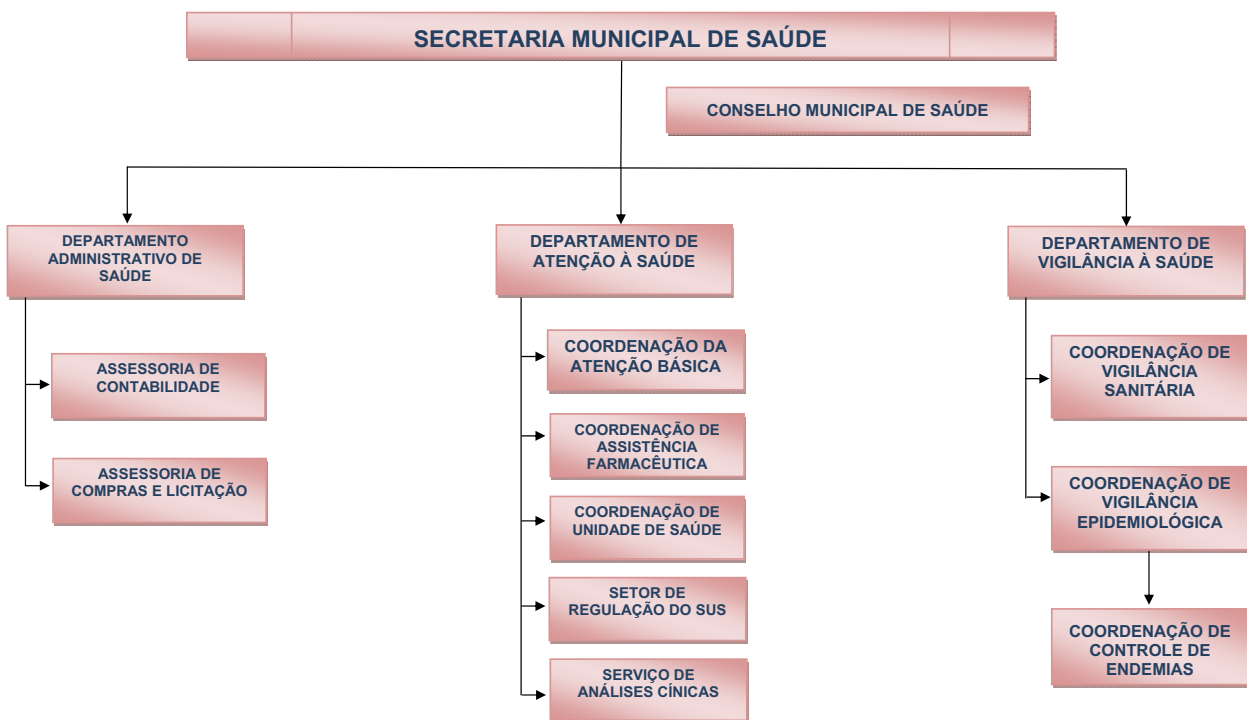 SECRETARIA MUNICIPAL DE SAÚDE
CONSELHO MUNICIPAL DE SAÚDE
DEPARTAMENTO
ADMINISTRATIVO DE
SAÚDE
ASSESSORIA DE
CONTABILIDADE
ASSESSORIA DE
COMPRAS E LICITAÇÃO
DEPARTAMENTO DE
ATENÇÃO À SAÚDE
COORDENAÇÃO DA
ATENÇÃO BÁSICA
COORDENAÇÃO DE
ASSISTÊNCIA
FARMACÊUTICA
COORDENAÇÃO DE
UNIDADE DE SAÚDE
SETOR DE
REGULAÇÃO DO SUS
SERVIÇO DE
ANÁLISES CÍNICAS
DEPARTAMENTO DE
VIGILÂNCIA À SAÚDE
COORDENAÇÃO DE
VIGILÂNCIA
SANITÁRIA
COORDENAÇÃO DE
VIGILÂNCIA
EPIDEMIOLÓGICA
COORDENAÇÃO DE
CONTROLE DE
ENDEMIAS